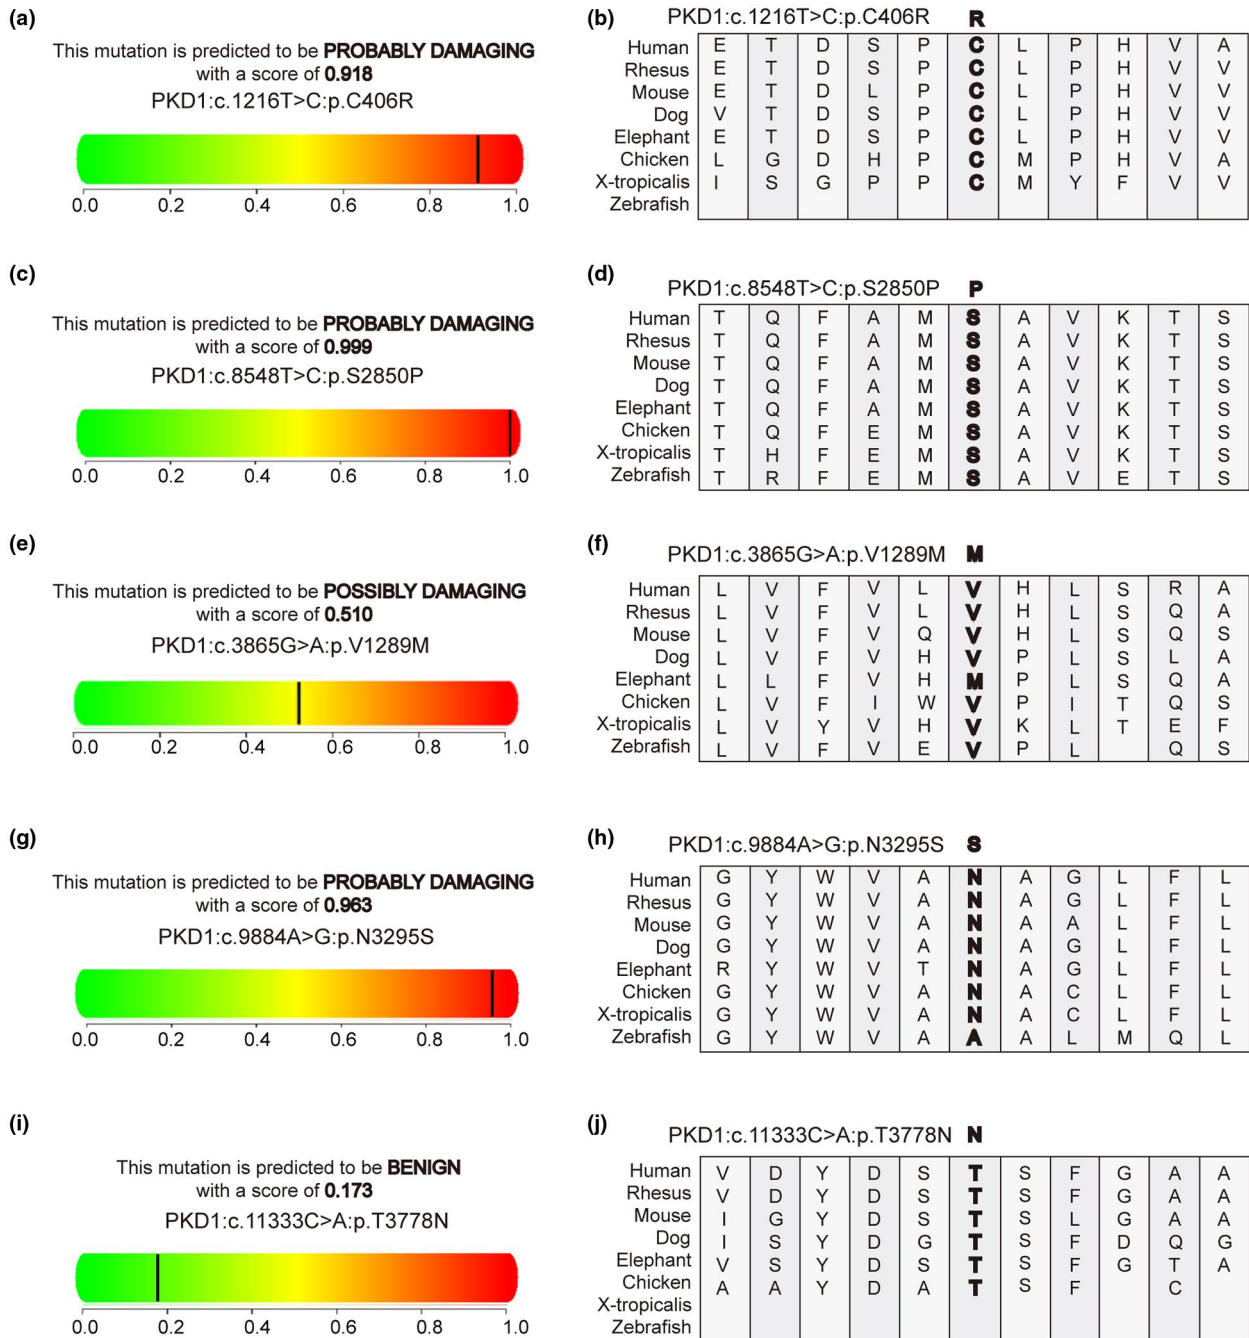 (a)
This mutation is predicted to be PROBABLY DAMAGING
with a score of 0.918
PKD1:c.1216T>C:p.C406R
0.0 0.2 0.4 0.6 0.8 1.0
(b)
PKD1:c.1216T>C:p.C406R R
Human E T D S P C L P H V A
Rhesus E T D S P C L P H V V
Mouse E T D L P C L P H V V
Dog V T D S P C L P H V V
Elephant E T D S P C L P H V V
Chicken L G D H P C M P H V A
X-tropicalis I S G P P C M Y F V V
Zebrafish
(c)
This mutation is predicted to be PROBABLY DAMAGING
with a score of 0.999
PKD1:c.8548T>C:p.S2850P
0.0 0.2 0.4 0.6 0.8 1.0
(d)
PKD1:c.8548T>C:p.S2850P P
Human T Q F A M S A V K T S
Rhesus T Q F A M S A V K T S
Mouse T Q F A M S A V K T S
Dog T Q F A M S A V K T S
Elephant T Q F A M S A V K T S
Chicken T Q F E M S A V K T S
X-tropicalis T H F E M S A V K T S
Zebrafish T R F E M S A V E T S
(e)
This mutation is predicted to be POSSIBLY DAMAGING
with a score of 0.510
PKD1:c.3865G>A:p.V1289M
0.0 0.2 0.4 0.6 0.8 1.0
(f)
PKD1:c.3865G>A:p.V1289M M
Human L V F V L V H L S R A
Rhesus L V F V L V H L S Q A
Mouse L V F V Q V H L S Q S
Dog L V F V H V P L S L A
Elephant L L F V H M P L S Q A
Chicken L V F I W V P I T Q S
X-tropicalis L V Y V H V K L T E F
Zebrafish L V F V E V P L Q S
(g)
This mutation is predicted to be PROBABLY DAMAGING
with a score of 0.963
PKD1:c.9884A>G:p.N3295S
0.0 0.2 0.4 0.6 0.8 1.0
(h)
PKD1:c.9884A>G:p.N3295S S
Human G Y W V A N A G L F L
Rhesus G Y W V A N A G L F L
Mouse G Y W V A N A A L F L
Dog G Y W V A N A G L F L
Elephant R Y W V T N A G L F L
Chicken G Y W V A N A C L F L
X-tropicalis G Y W V A N A C L F L
Zebrafish G Y W V A A A L M Q L
(i)
This mutation is predicted to be BENIGN
with a score of 0.173
PKD1:c.11333C>A:p.T3778N
0.0 0.2 0.4 0.6 0.8 1.0
(j)
PKD1:c.11333C>A:p.T3778N N
Human V D Y D S T S F G A A
Rhesus V D Y D S T S F G A A
Mouse I G Y D S T S L G A A
Dog I S Y D G T S F D Q G
Elephant V S Y D S T S F G T A
Chicken A A Y D A T S F C
X-tropicalis
Zebrafish